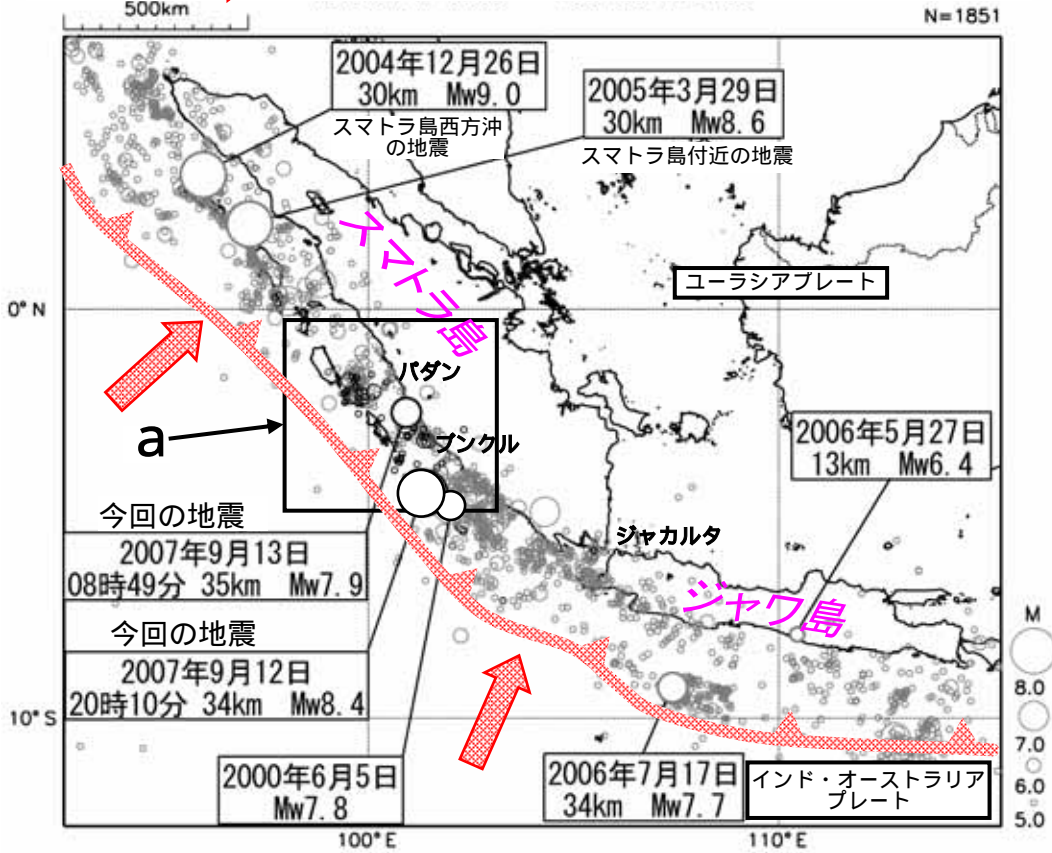 500km
N=1851
2004年12月26日
30km Mw9.0
スマトラ島西方沖
の地震
2005年3月29日
30km Mw8.6
スマトラ島付近の地震
スマトラ島
ユーラシアプレート
0°N
パダン
a
ブンクル
2006年5月27日
13km Mw6.4
今回の地震
2007年9月13日
08時49分 35km Mw7.9
ジャカルタ
ジャワ島
今回の地震
2007年9月12日
20時10分 34km Mw8.4
M
8.0
7.0
6.0
5.0
10°S
2000年6月5日
Mw7.8
2006年7月17日
34km Mw7.7
インド・オーストラリア
プレート
100°E
110°E